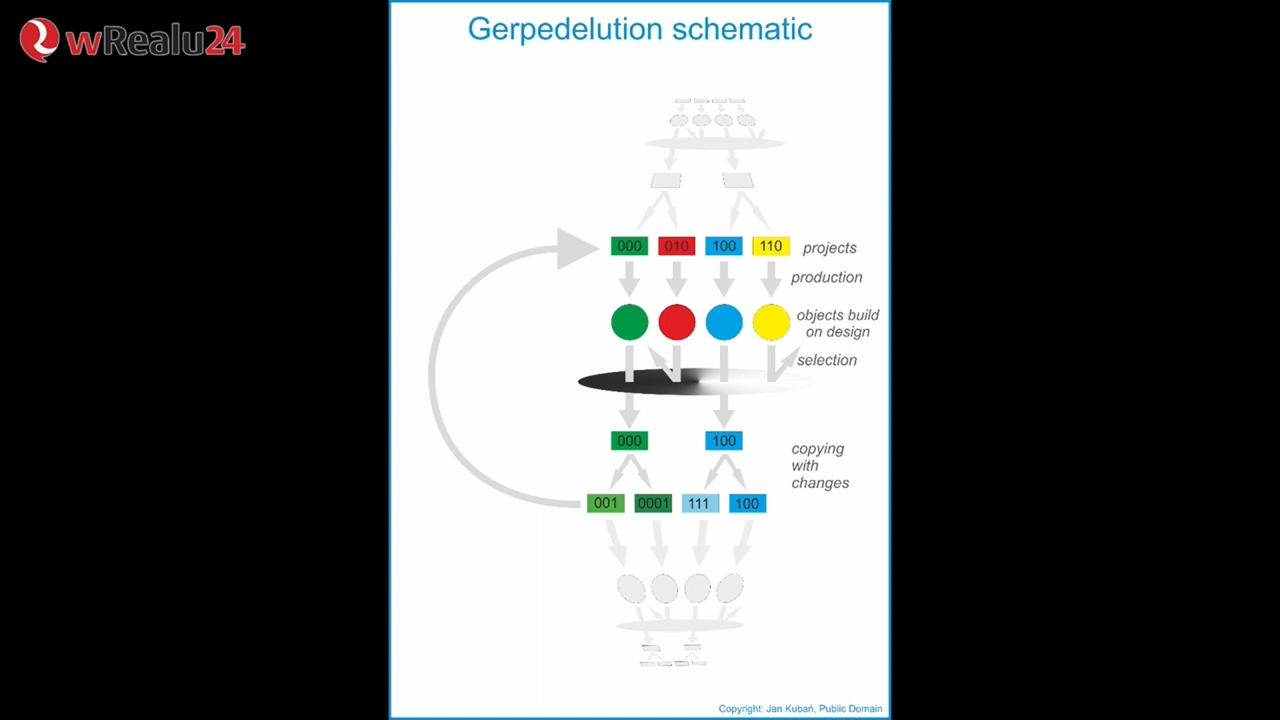 wRealu24
Gerpedelution schematic
000 010 100 110 projects
production
objects build
on design
selection
000 100
copying
with
changes
001 0001 111 100
Copyright: Jan Kubań, Public Domain